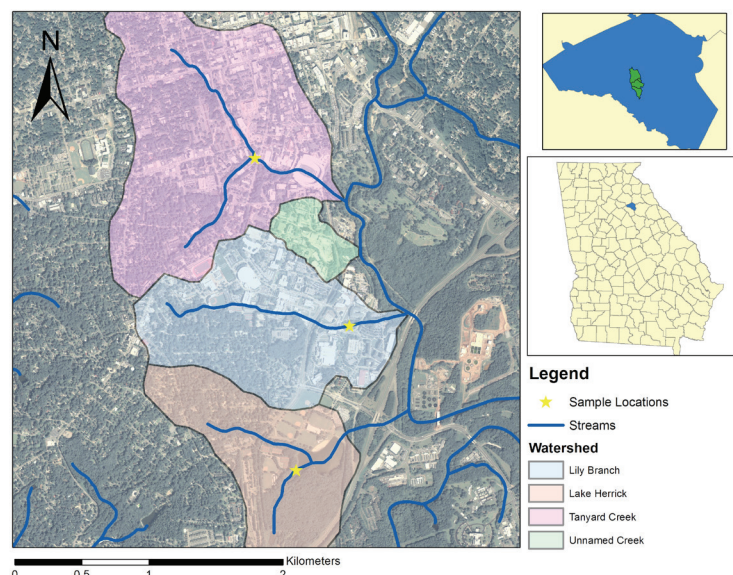 N
Legend
Sample Locations
Streams
Watershed
Lily Branch
Lake Herrick
Tanyard Creek
Unnamed Creek
Kilometers
0 0.5 1 2